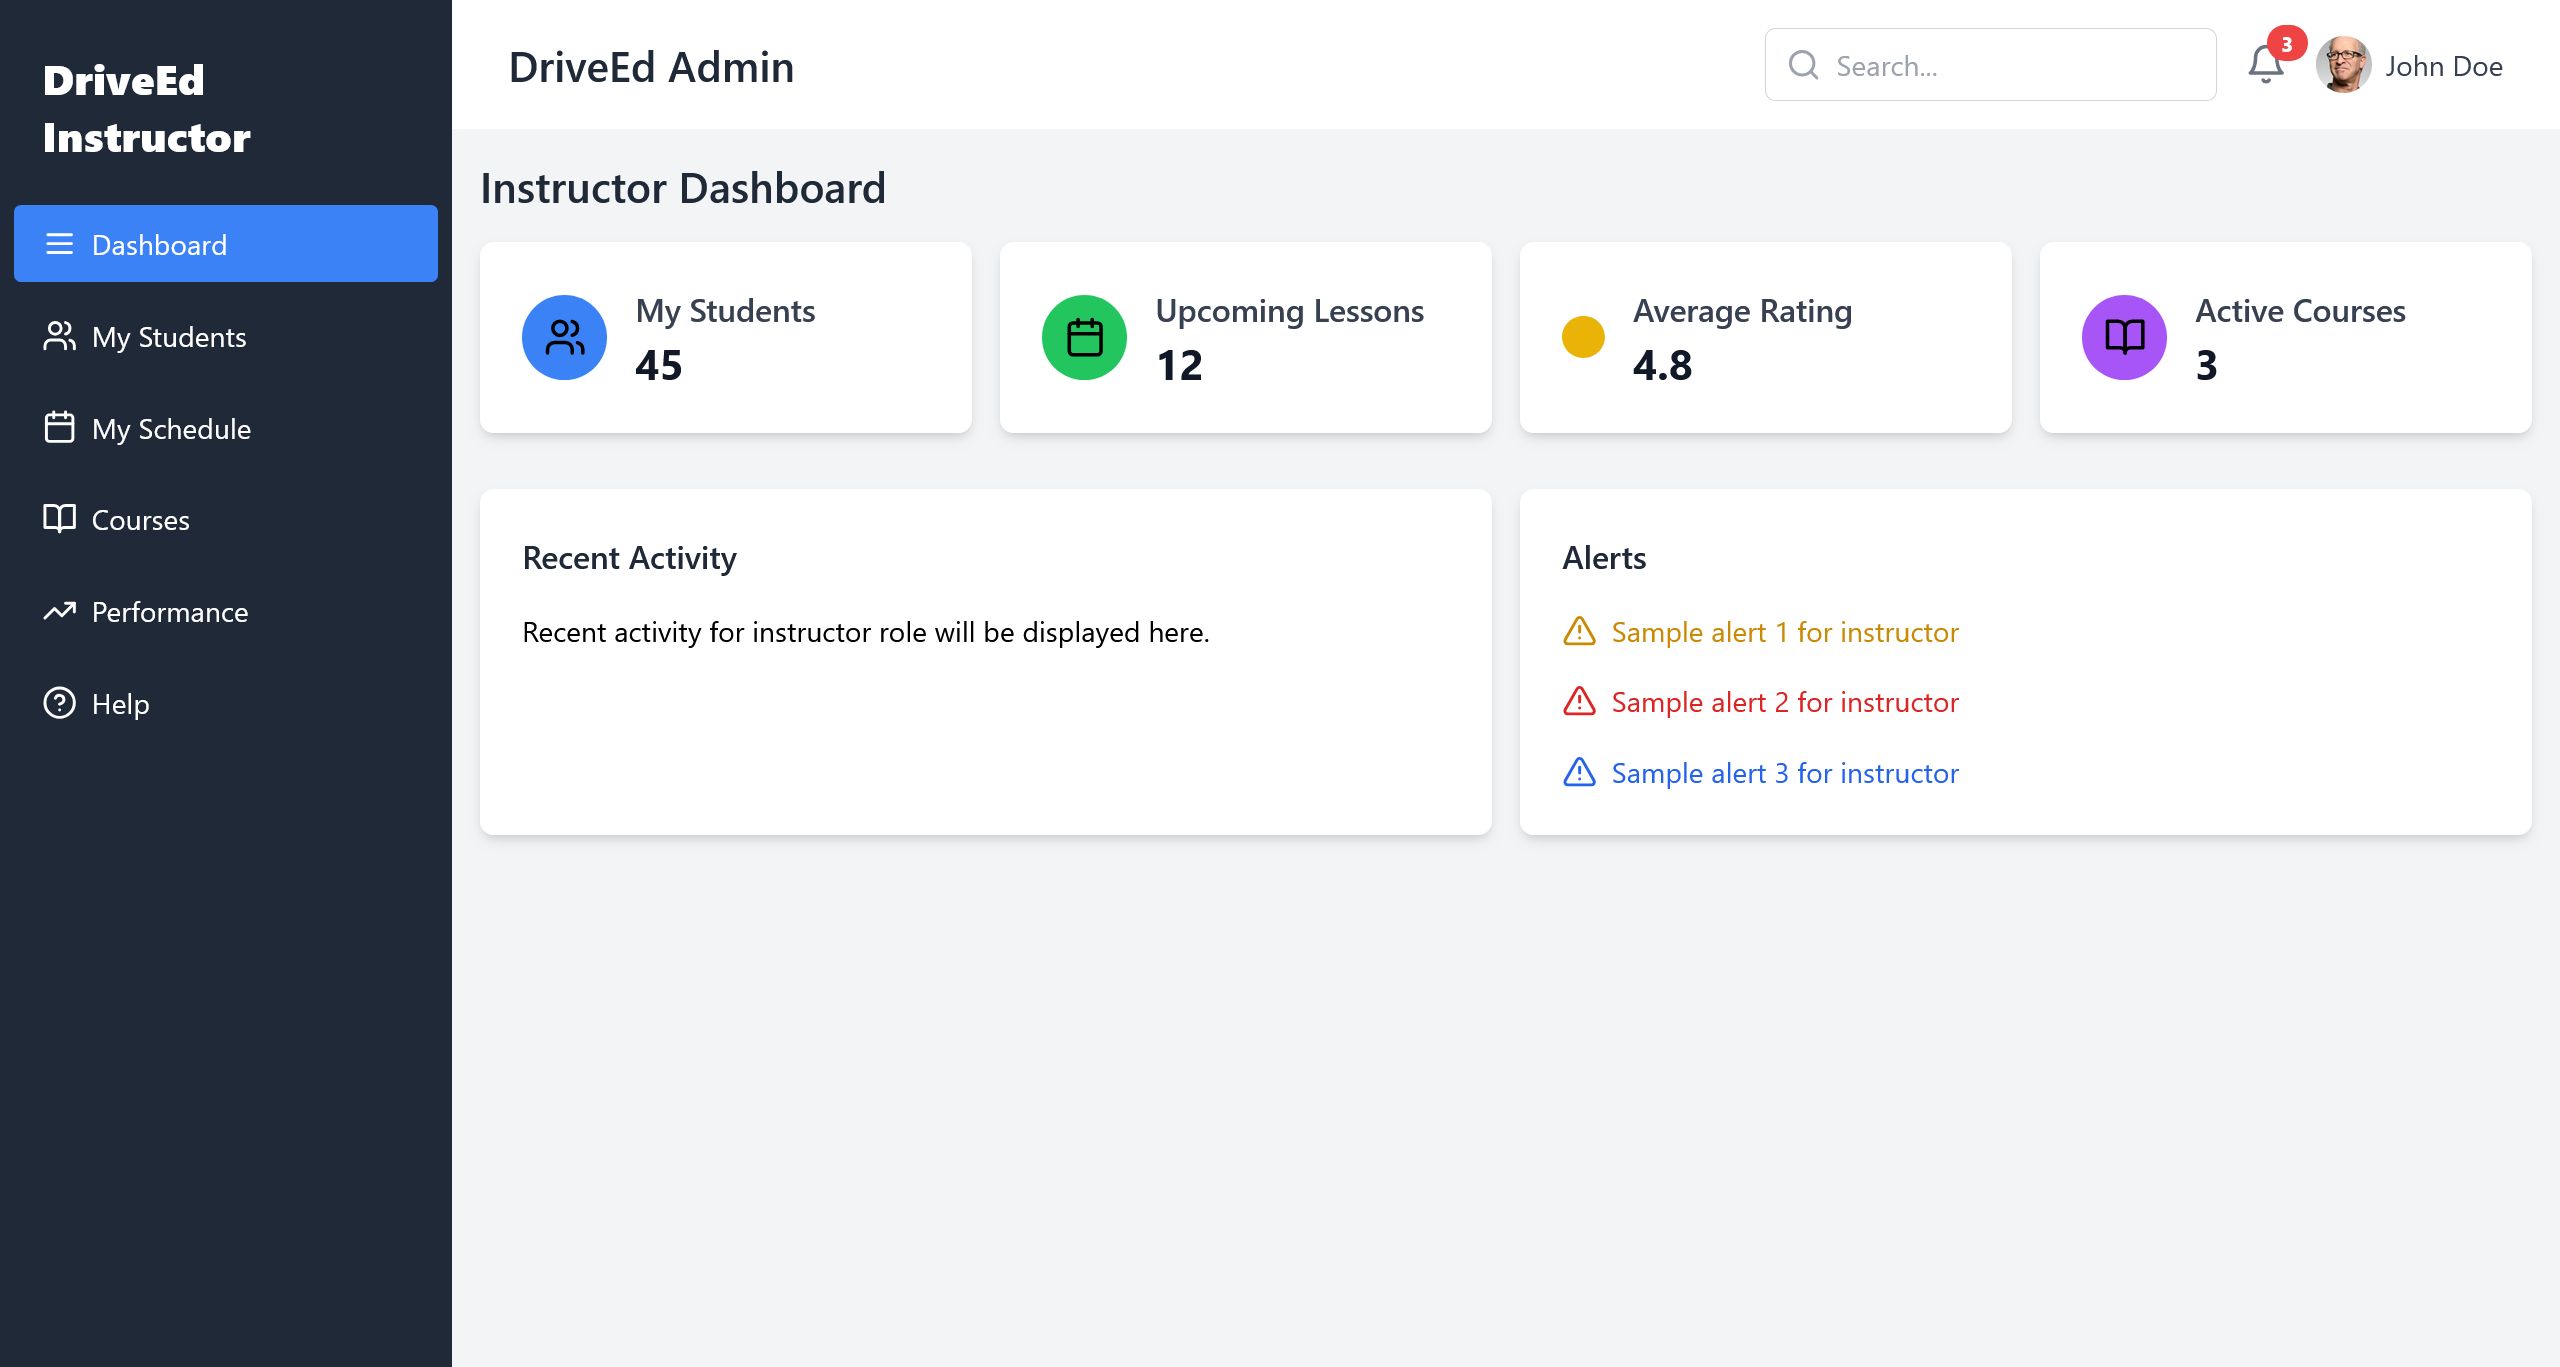 DriveEd
Instructor
Dashboard
My Students
My Schedule
Courses
Performance
Help
DriveEd Admin
Search...
3
John Doe
Instructor Dashboard
My Students
45
Upcoming Lessons
12
Average Rating
4.8
Active Courses
3
Recent Activity
Recent activity for instructor role will be displayed here.
Alerts
Sample alert 1 for instructor
Sample alert 2 for instructor
Sample alert 3 for instructor